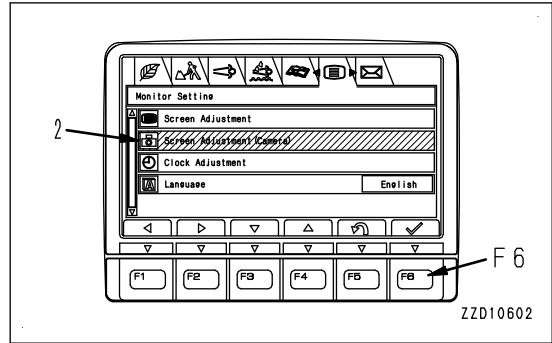 Monitor Setting
Screen Adjustment
2
Screen Adjustment(Camera)
Clock Adjustment
A
Language
English
F1
F2
F3
F4
F5
F6
F6
ZZD10602